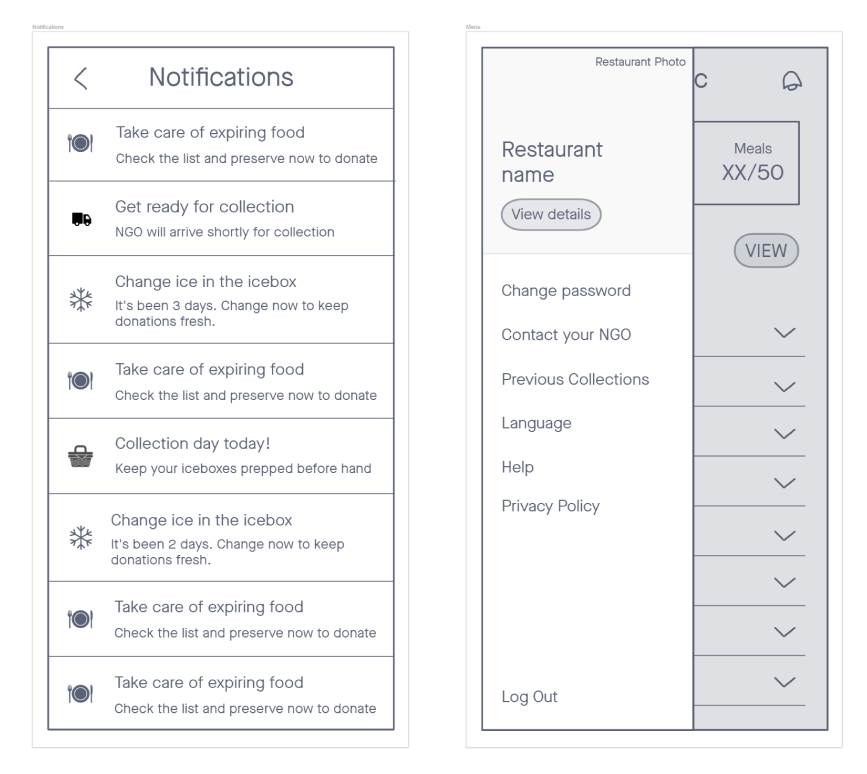 Notifications
Notifications
Take care of expiring food
Check the list and preserve now to donate
Get ready for collection
NGO will arrive shortly for collection
Change ice in the icebox
It's been 3 days. Change now to keep
donations fresh.
Take care of expiring food
Check the list and preserve now to donate
Collection day today!
Keep your iceboxes prepped before hand
Change ice in the icebox
It's been 2 days. Change now to keep
donations fresh.
Take care of expiring food
Check the list and preserve now to donate
Take care of expiring food
Check the list and preserve now to donate
Menu
Restaurant Photo
Restaurant
name
View details
Change password
Contact your NGO
Previous Collections
Language
Help
Privacy Policy
Log Out
C
Meals
XX/50
VIEW